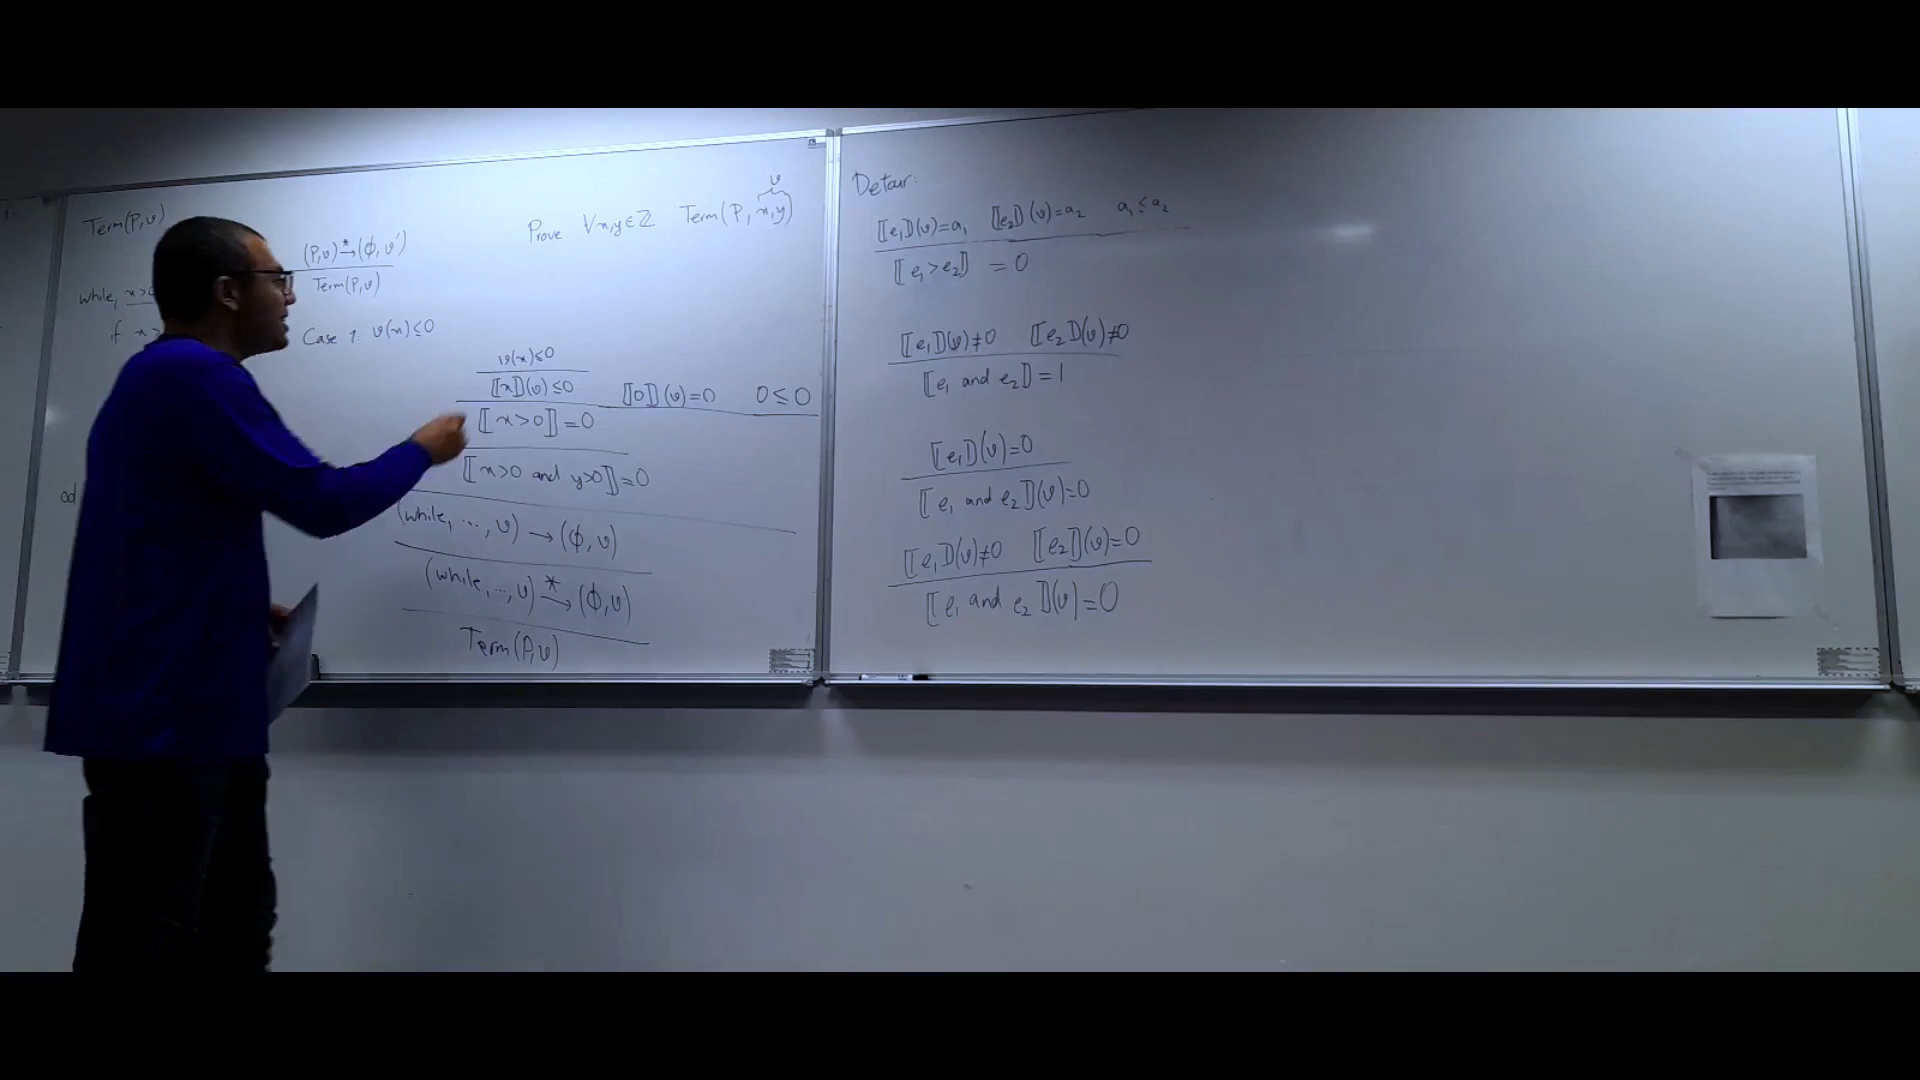 Term(P,υ)
(P,υ) →* (ϕ,υ')
Term(P,υ)
while, x>0
if x>
od
Prove ∀x,y∈ℤ Term(P, x,y)
υ
Case 1: υ(x)≤0
υ(x)≤0
⟦x⟧(υ)≤0 ⟦0⟧(υ)=0 0≤0
⟦x>0⟧=0
⟦x>0 and y>0⟧=0
(while, ..., υ) → (ϕ,υ)
(while, ..., υ) →* (ϕ,υ)
Term(P,υ)
Detour:
⟦e₁⟧(υ)=a₁ ⟦e₂⟧(υ)=a₂ a₁≤a₂
⟦e₁>e₂⟧ =0
⟦e₁⟧(υ)≠0 ⟦e₂⟧(υ)≠0
⟦e₁ and e₂⟧=1
⟦e₁⟧(υ)=0
⟦e₁ and e₂⟧(υ)=0
⟦e₁⟧(υ)≠0 ⟦e₂⟧(υ)=0
⟦e₁ and e₂⟧(υ)=0